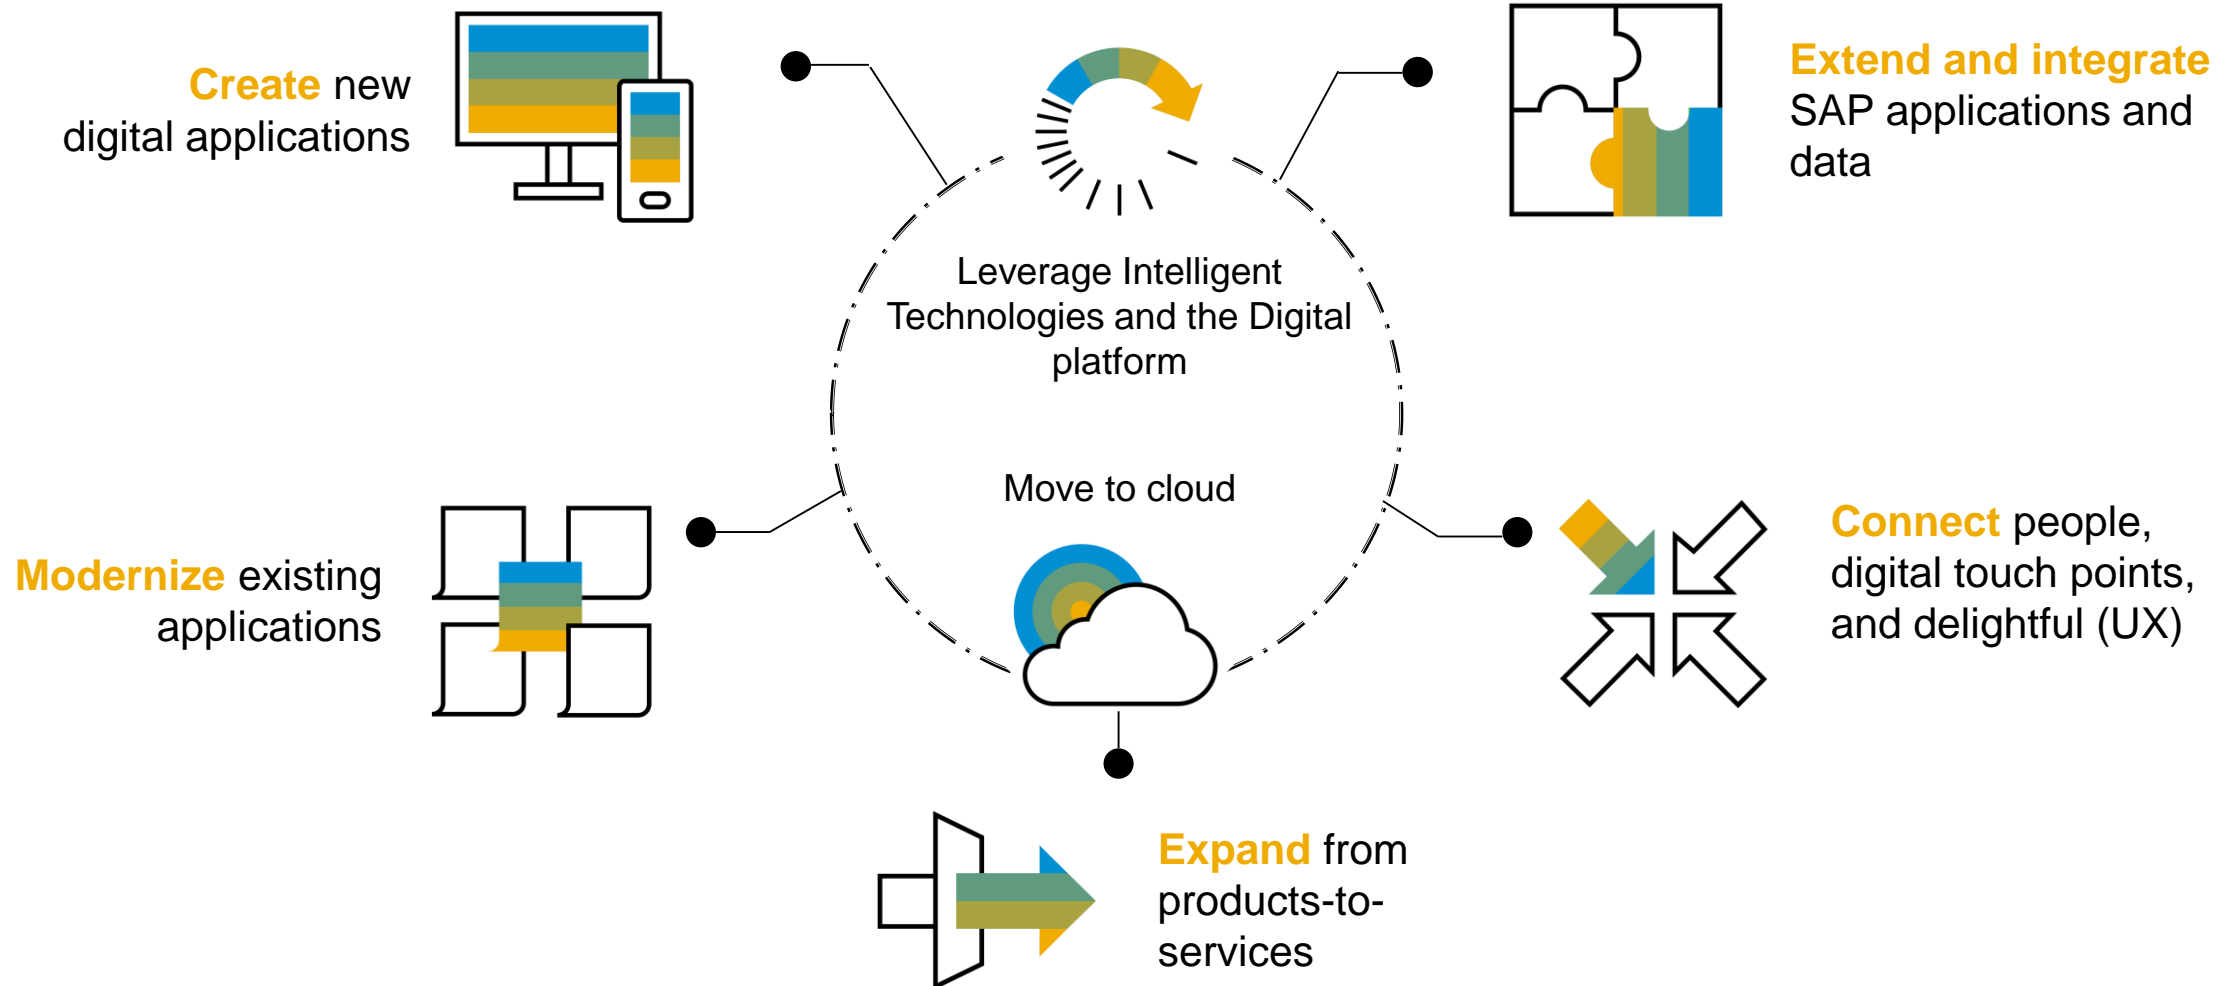 Create new
digital applications
Extend and integrate
SAP applications and
data
Leverage Intelligent
Technologies and the Digital
platform
Move to cloud
Modernize existing
applications
Connect people,
digital touch points,
and delightful (UX)
Expand from
products-to-
services